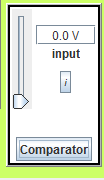 0.0 V
input
i
Comparator